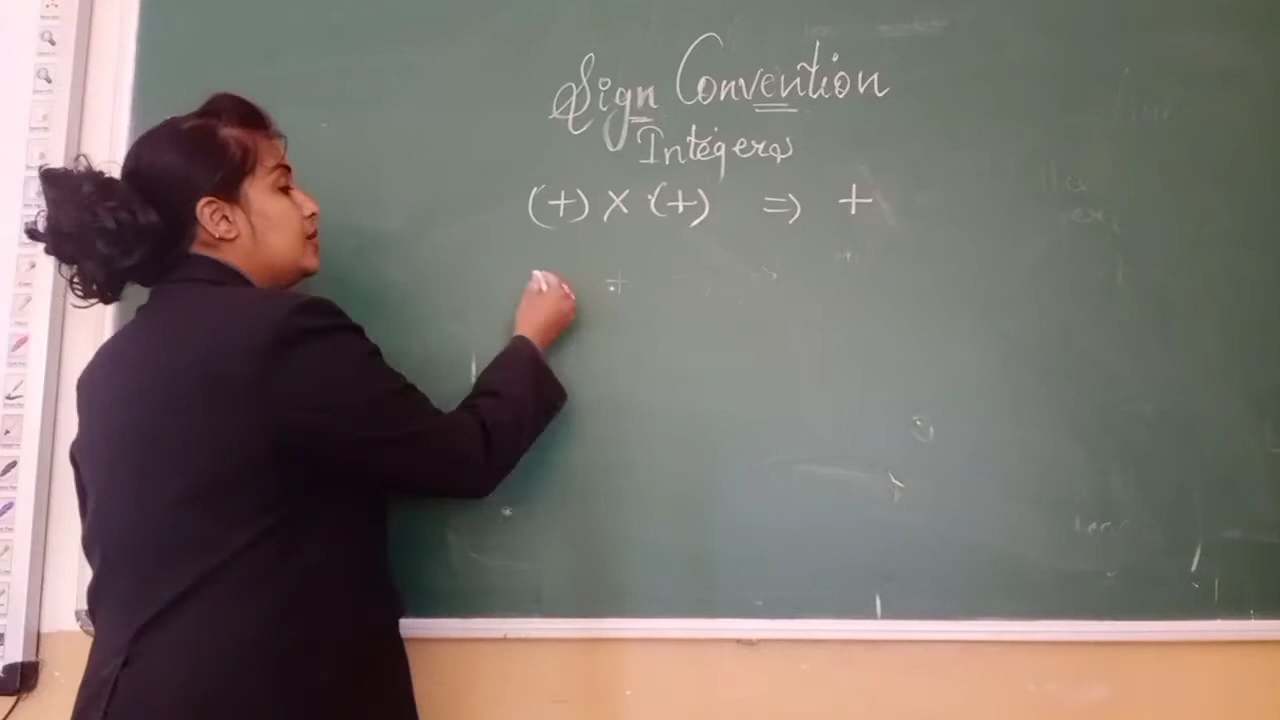 Sign Convention
Integers
(+) × (+) ⇒ +